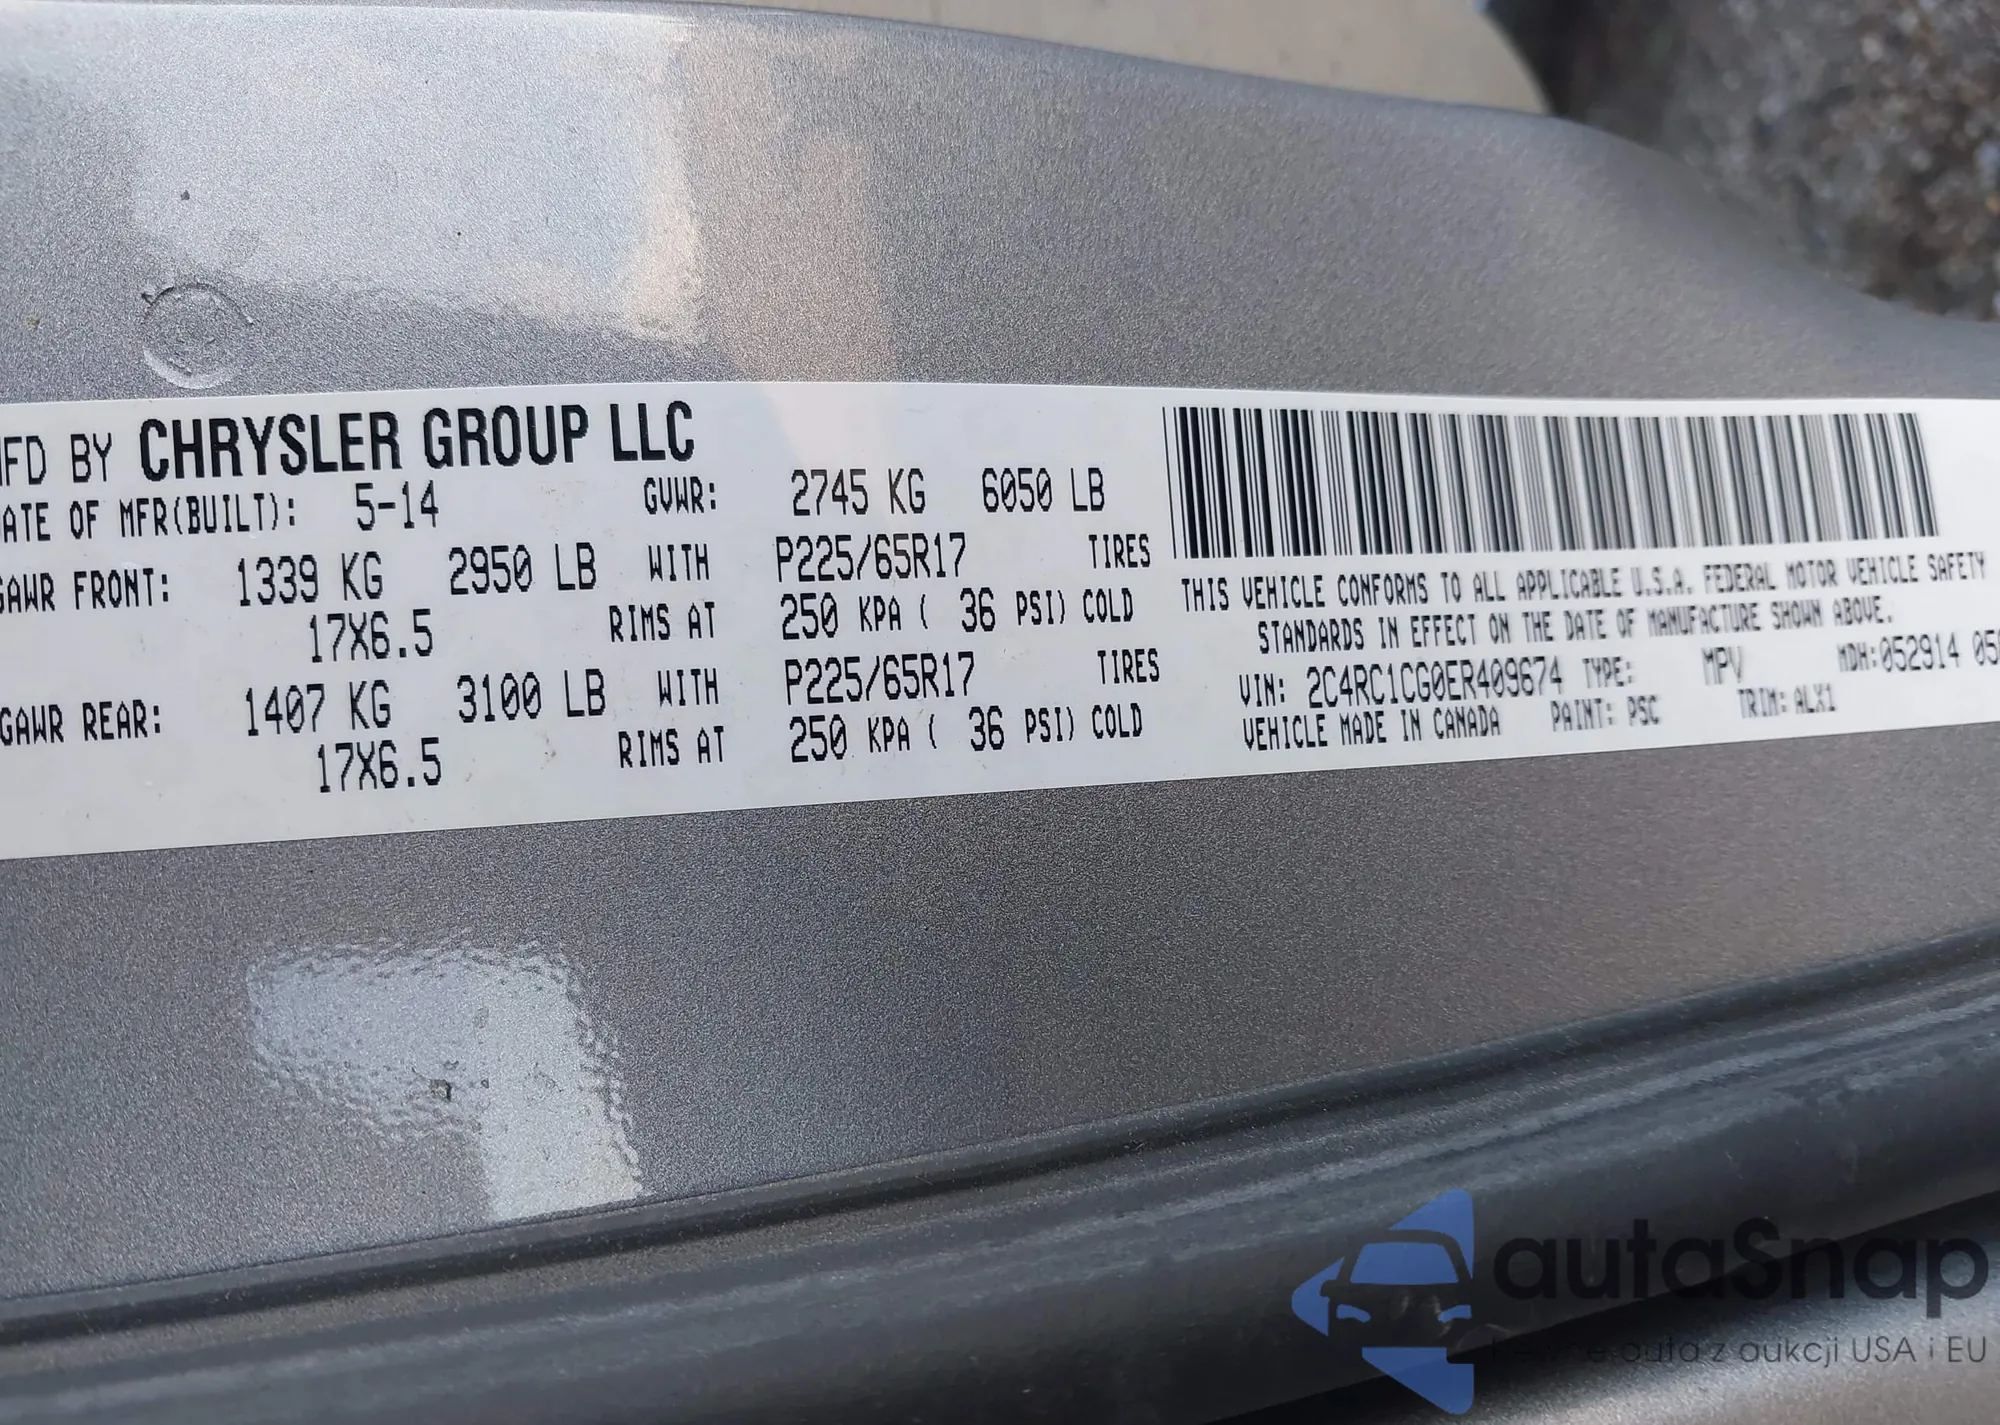 MFD BY CHRYSLER GROUP LLC
DATE OF MFR(BUILT): 5-14 GVWR: 2745 KG 6050 LB
GAWR FRONT: 1339 KG 2950 LB WITH P225/65R17 TIRES
17X6.5 RIMS AT 250 KPA ( 36 PSI) COLD
GAWR REAR: 1407 KG 3100 LB WITH P225/65R17 TIRES
17X6.5 RIMS AT 250 KPA ( 36 PSI) COLD
THIS VEHICLE CONFORMS TO ALL APPLICABLE U.S.A. FEDERAL MOTOR VEHICLE SAFETY
STANDARDS IN EFFECT ON THE DATE OF MANUFACTURE SHOWN ABOVE.
VIN: 2C4RC1CG0ER409674 TYPE: MPV MDH:052914 05
VEHICLE MADE IN CANADA PAINT: PSC TRIM: ALX1
autaSnap
auta z aukcji USA i EU